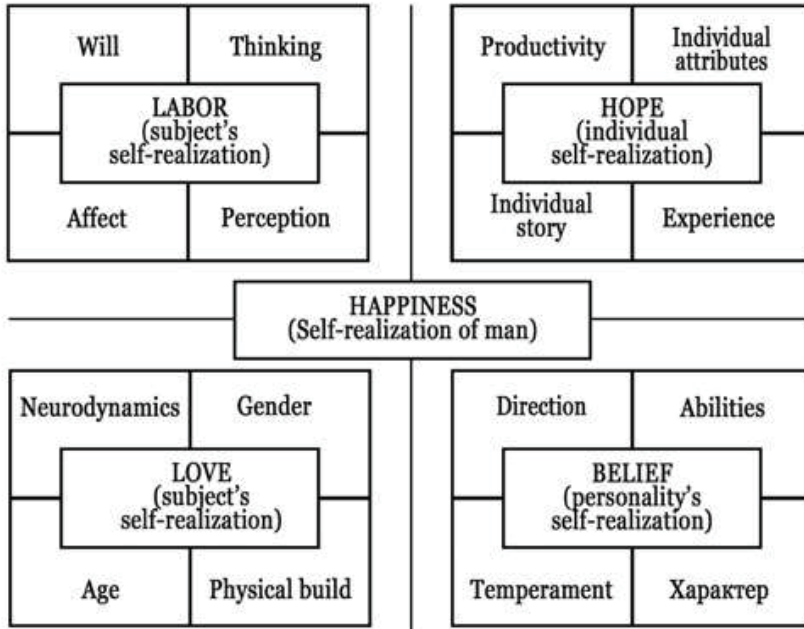 Will
Thinking
LABOR
(subject's
self-realization)
Affect
Perception
Productivity
Individual
attributes
HOPE
(individual
self-realization)
Individual
story
Experience
HAPPINESS
(Self-realization of man)
Neurodynamics
Gender
LOVE
(subject's
self-realization)
Age
Physical build
Direction
Abilities
BELIEF
(personality's
self-realization)
Temperament
Характер